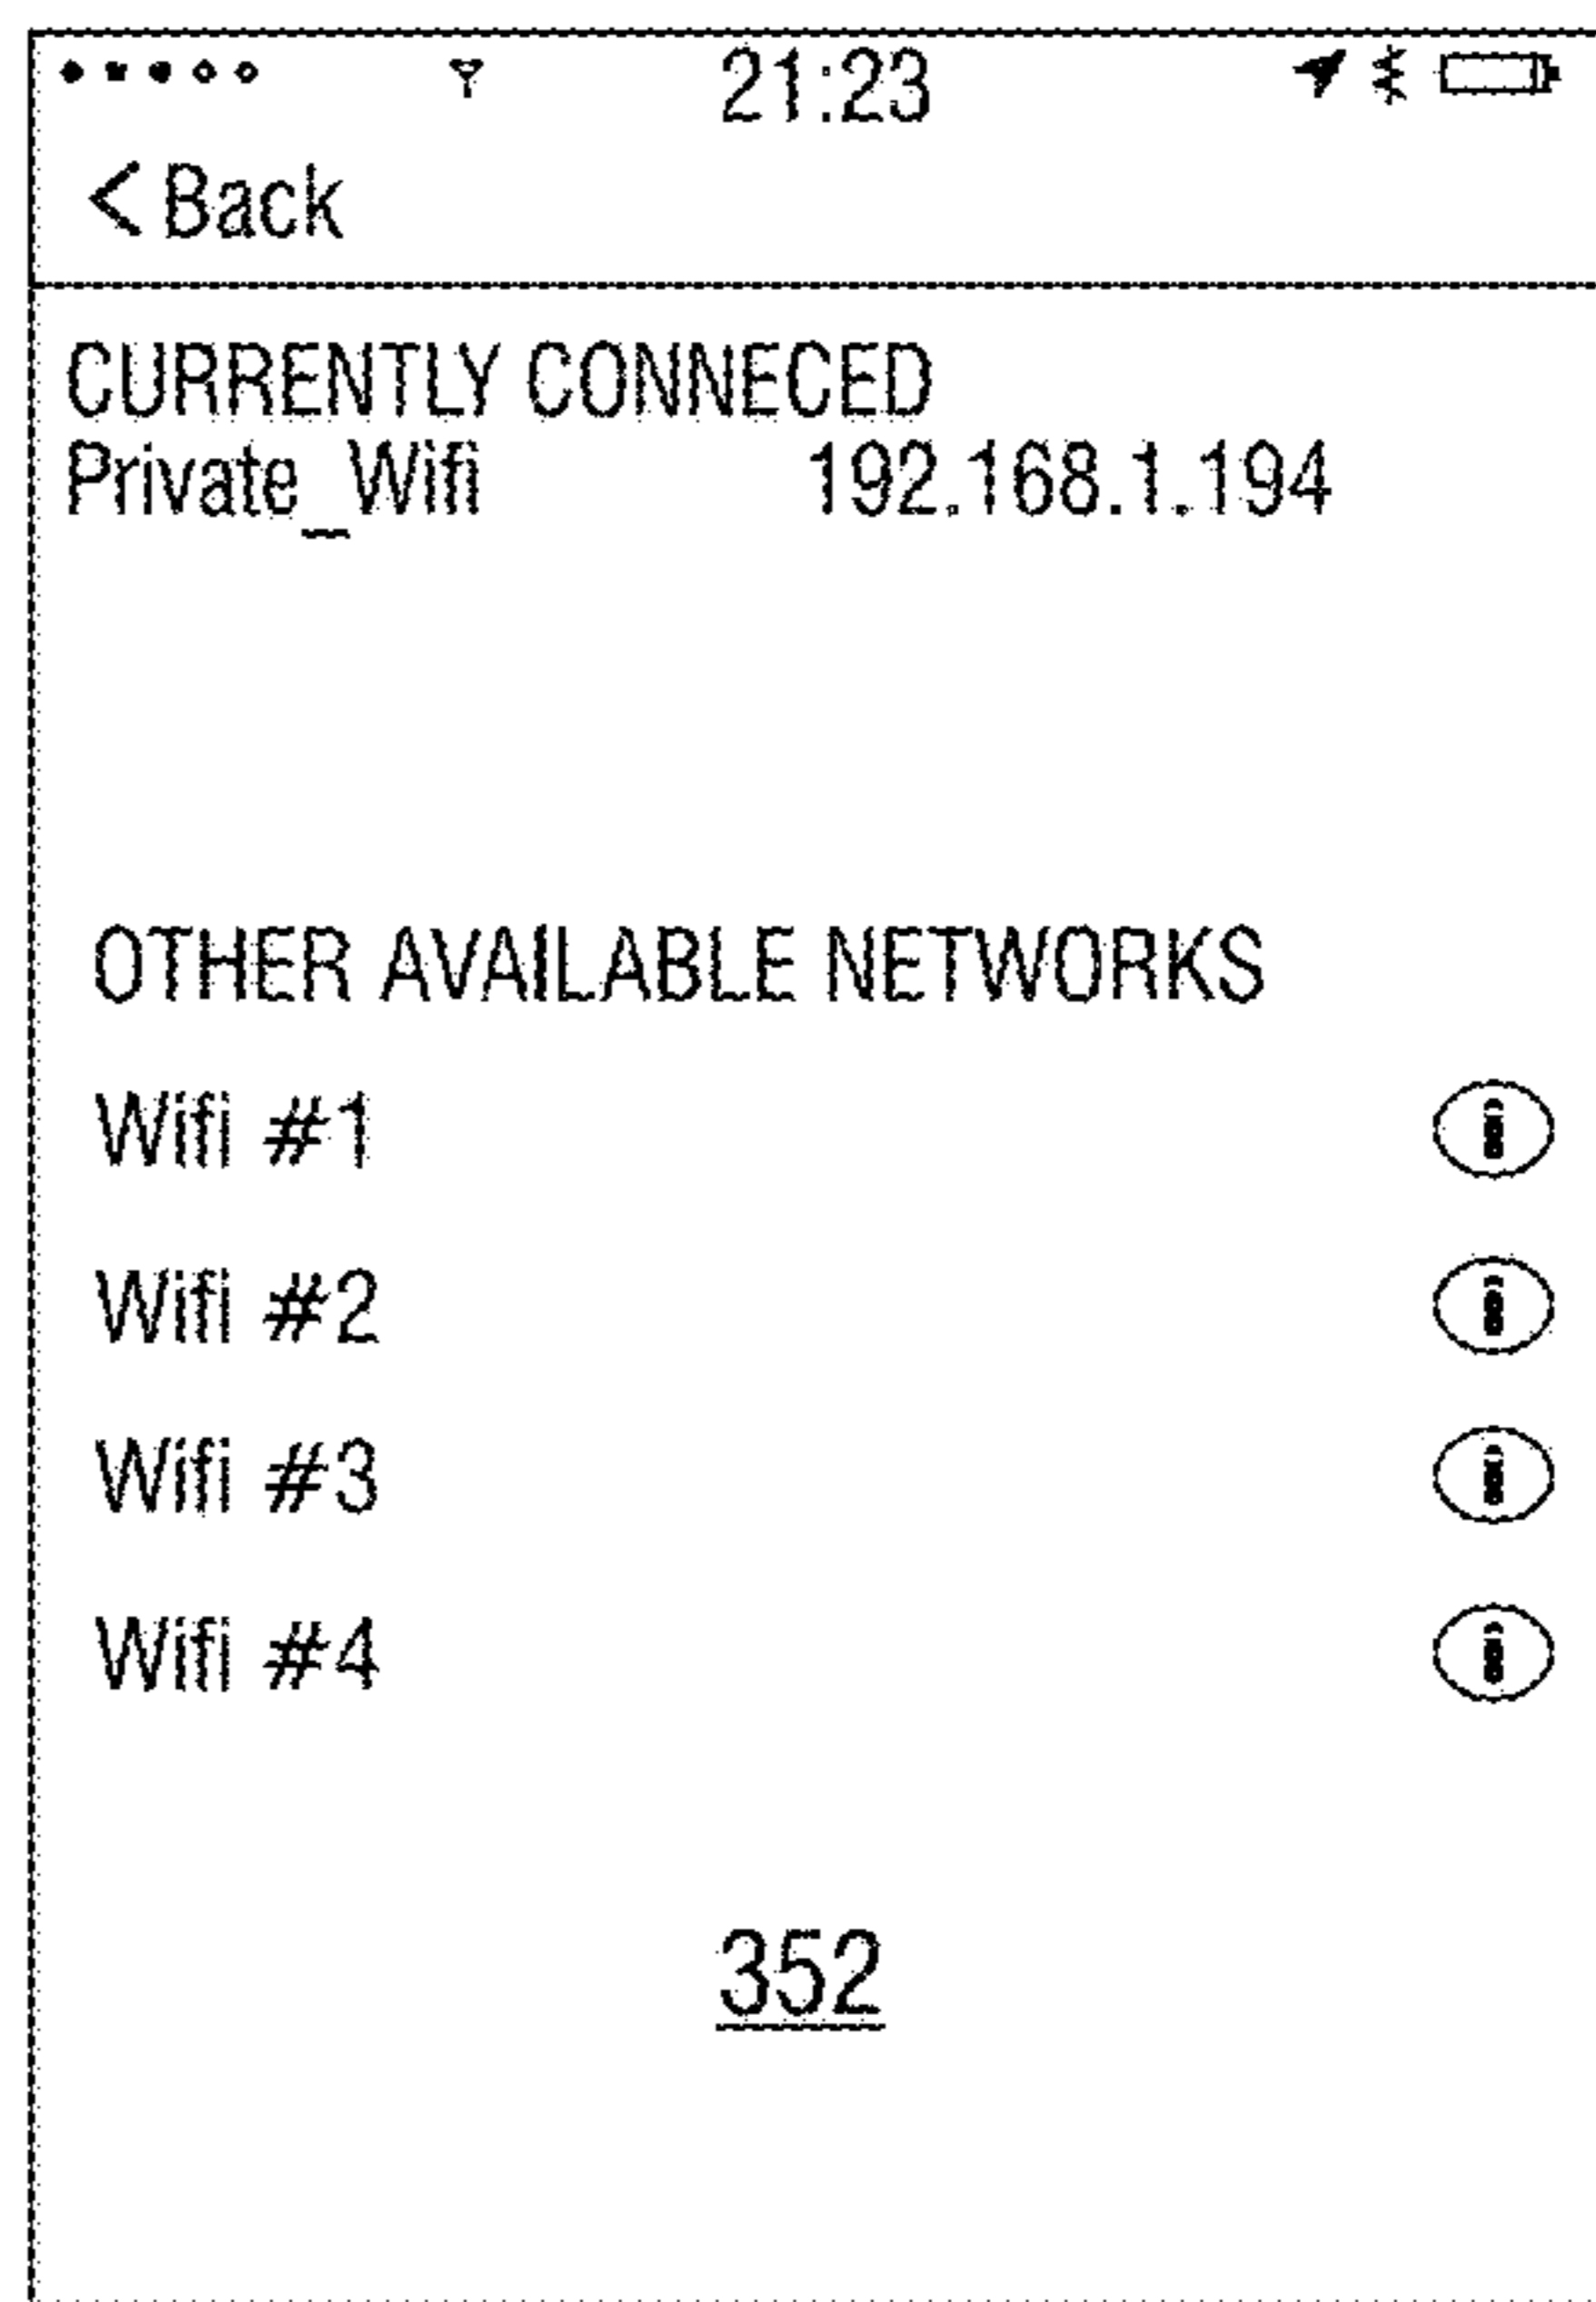 21:23
<Back
CURRENTLY CONNECED
Private_Wifi 192.168.1.194
OTHER AVAILABLE NETWORKS
Wifi #1 i
Wifi #2 i
Wifi #3 i
Wifi #4 i
352